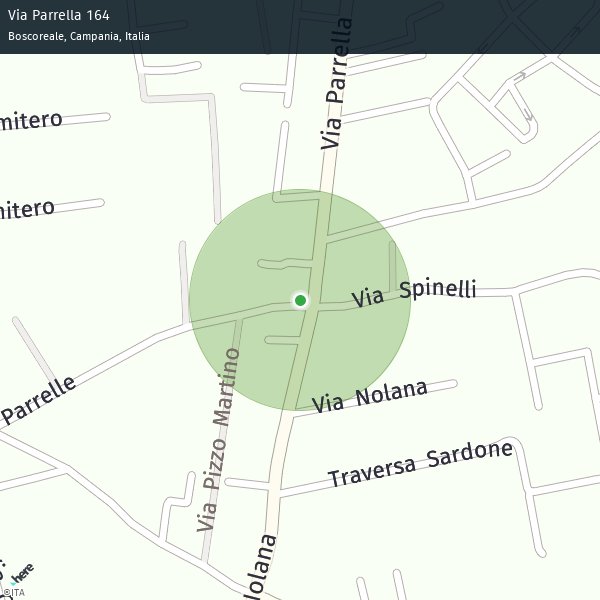 Via Parrella 164
Boscoreale, Campania, Italia
Via Parrella
mitero
nitero
Via Spinelli
Parrelle
Via Nolana
Via Pizzo Martino
Traversa Sardone
Nolana
here
©ITA